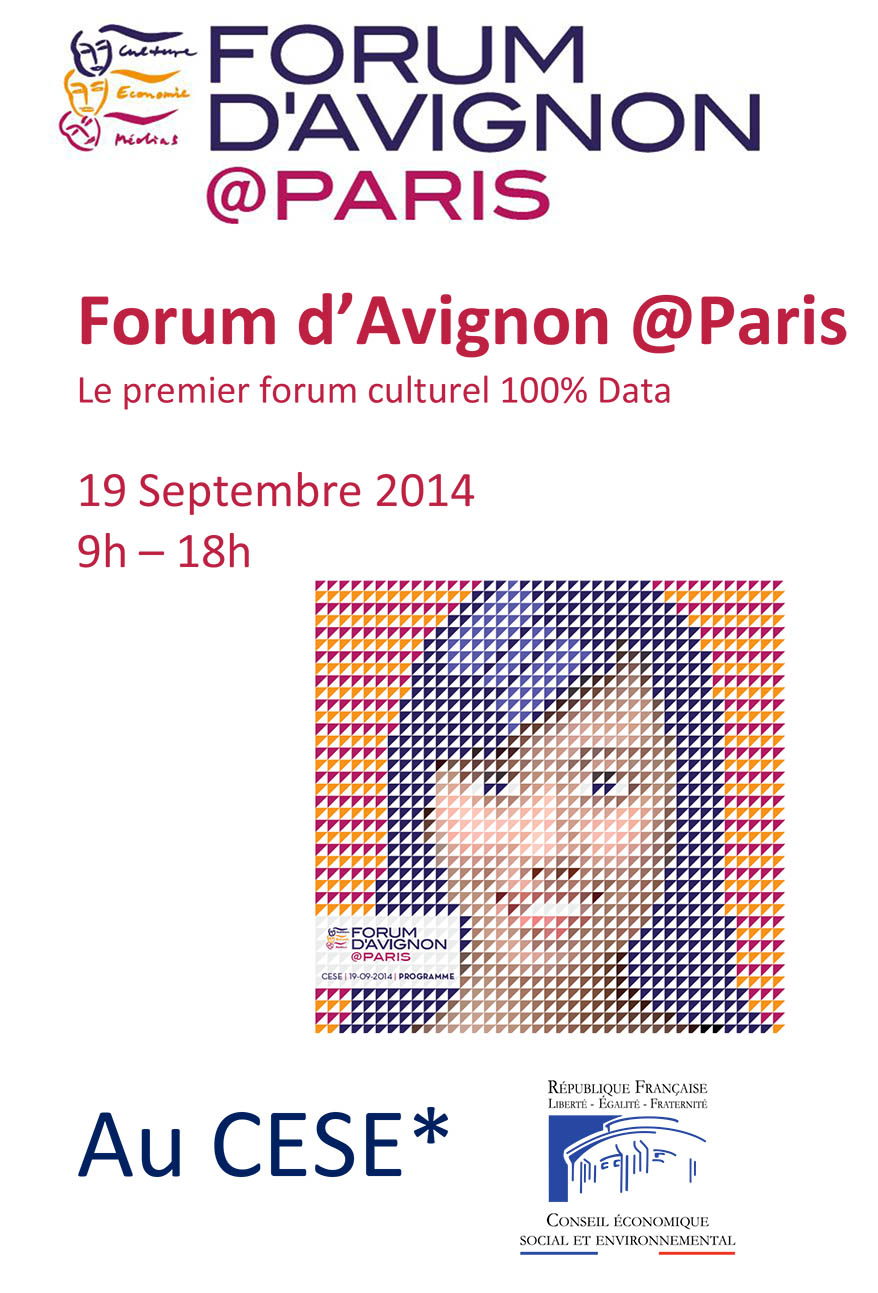 Culture
Economie
Médias
FORUM
D'AVIGNON
@PARIS
Forum d’Avignon @Paris
Le premier forum culturel 100% Data
19 Septembre 2014
9h – 18h
FORUM
D'AVIGNON
@PARIS
CESE | 19-09-2014 | PROGRAMME
Au CESE*
RÉPUBLIQUE FRANÇAISE
LIBERTÉ - ÉGALITÉ - FRATERNITÉ
CONSEIL ÉCONOMIQUE
SOCIAL ET ENVIRONNEMENTAL